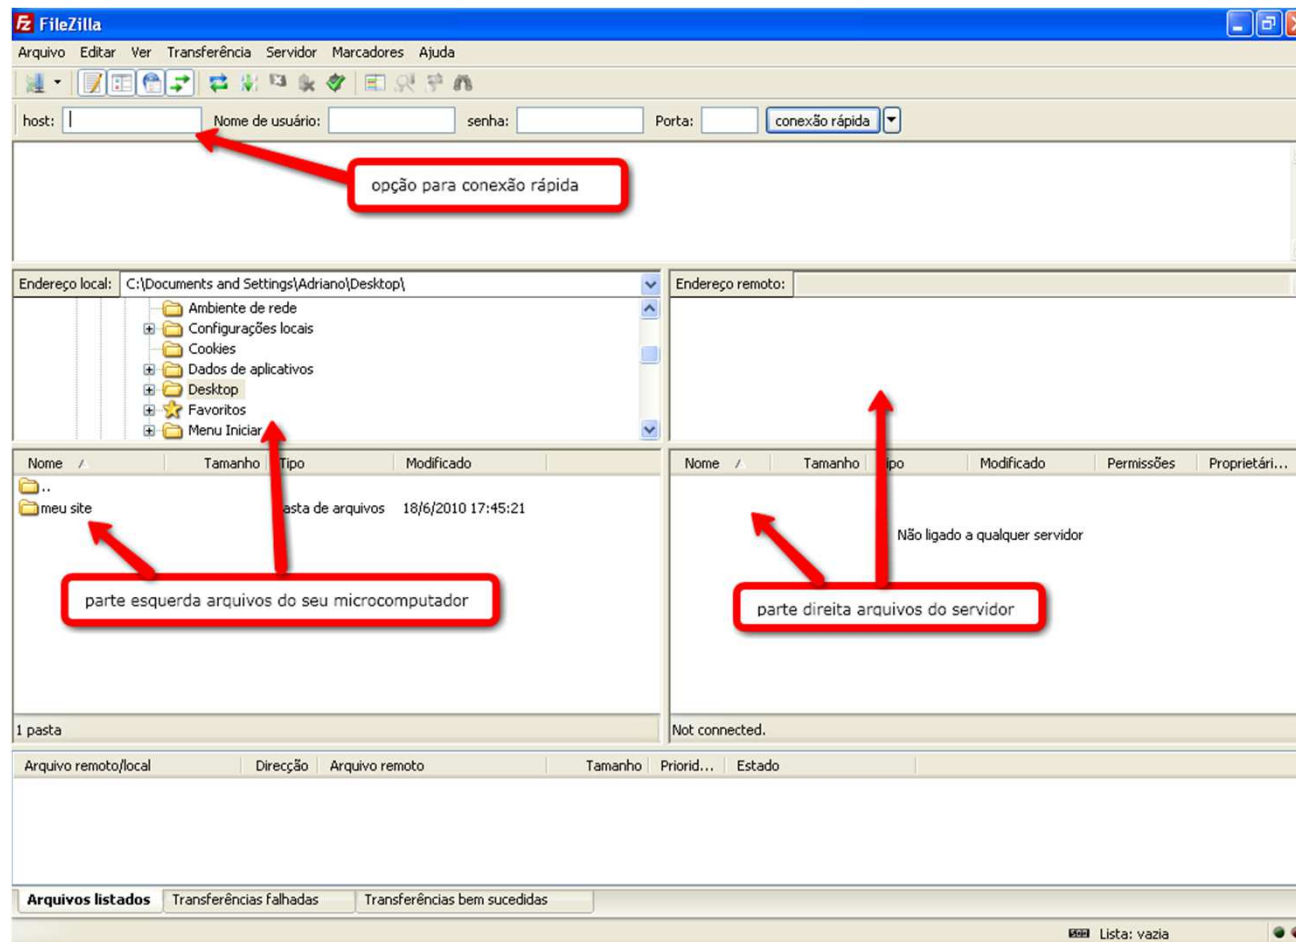 FileZilla
Arquivo Editar Ver Transferência Servidor Marcadores Ajuda
host: Nome de usuário: senha: Porta: conexão rápida
opção para conexão rápida
Endereço local: C:\Documents and Settings\Adriano\Desktop\
Endereço remoto:
Ambiente de rede
Configurações locais
Cookies
Dados de aplicativos
Desktop
Favoritos
Menu Iniciar
Nome Tamanho Tipo Modificado
Nome Tamanho Modificado Permissões Proprietári...
..
meu site de arquivos 18/6/2010 17:45:21
Não ligado a qualquer servidor
parte esquerda arquivos do seu microcomputador
parte direita arquivos do servidor
1 pasta
Not connected.
Arquivo remoto/local Direcção Arquivo remoto Tamanho Priorid... Estado
Arquivos listados Transferências falhadas Transferências bem sucedidas
Lista: vazia